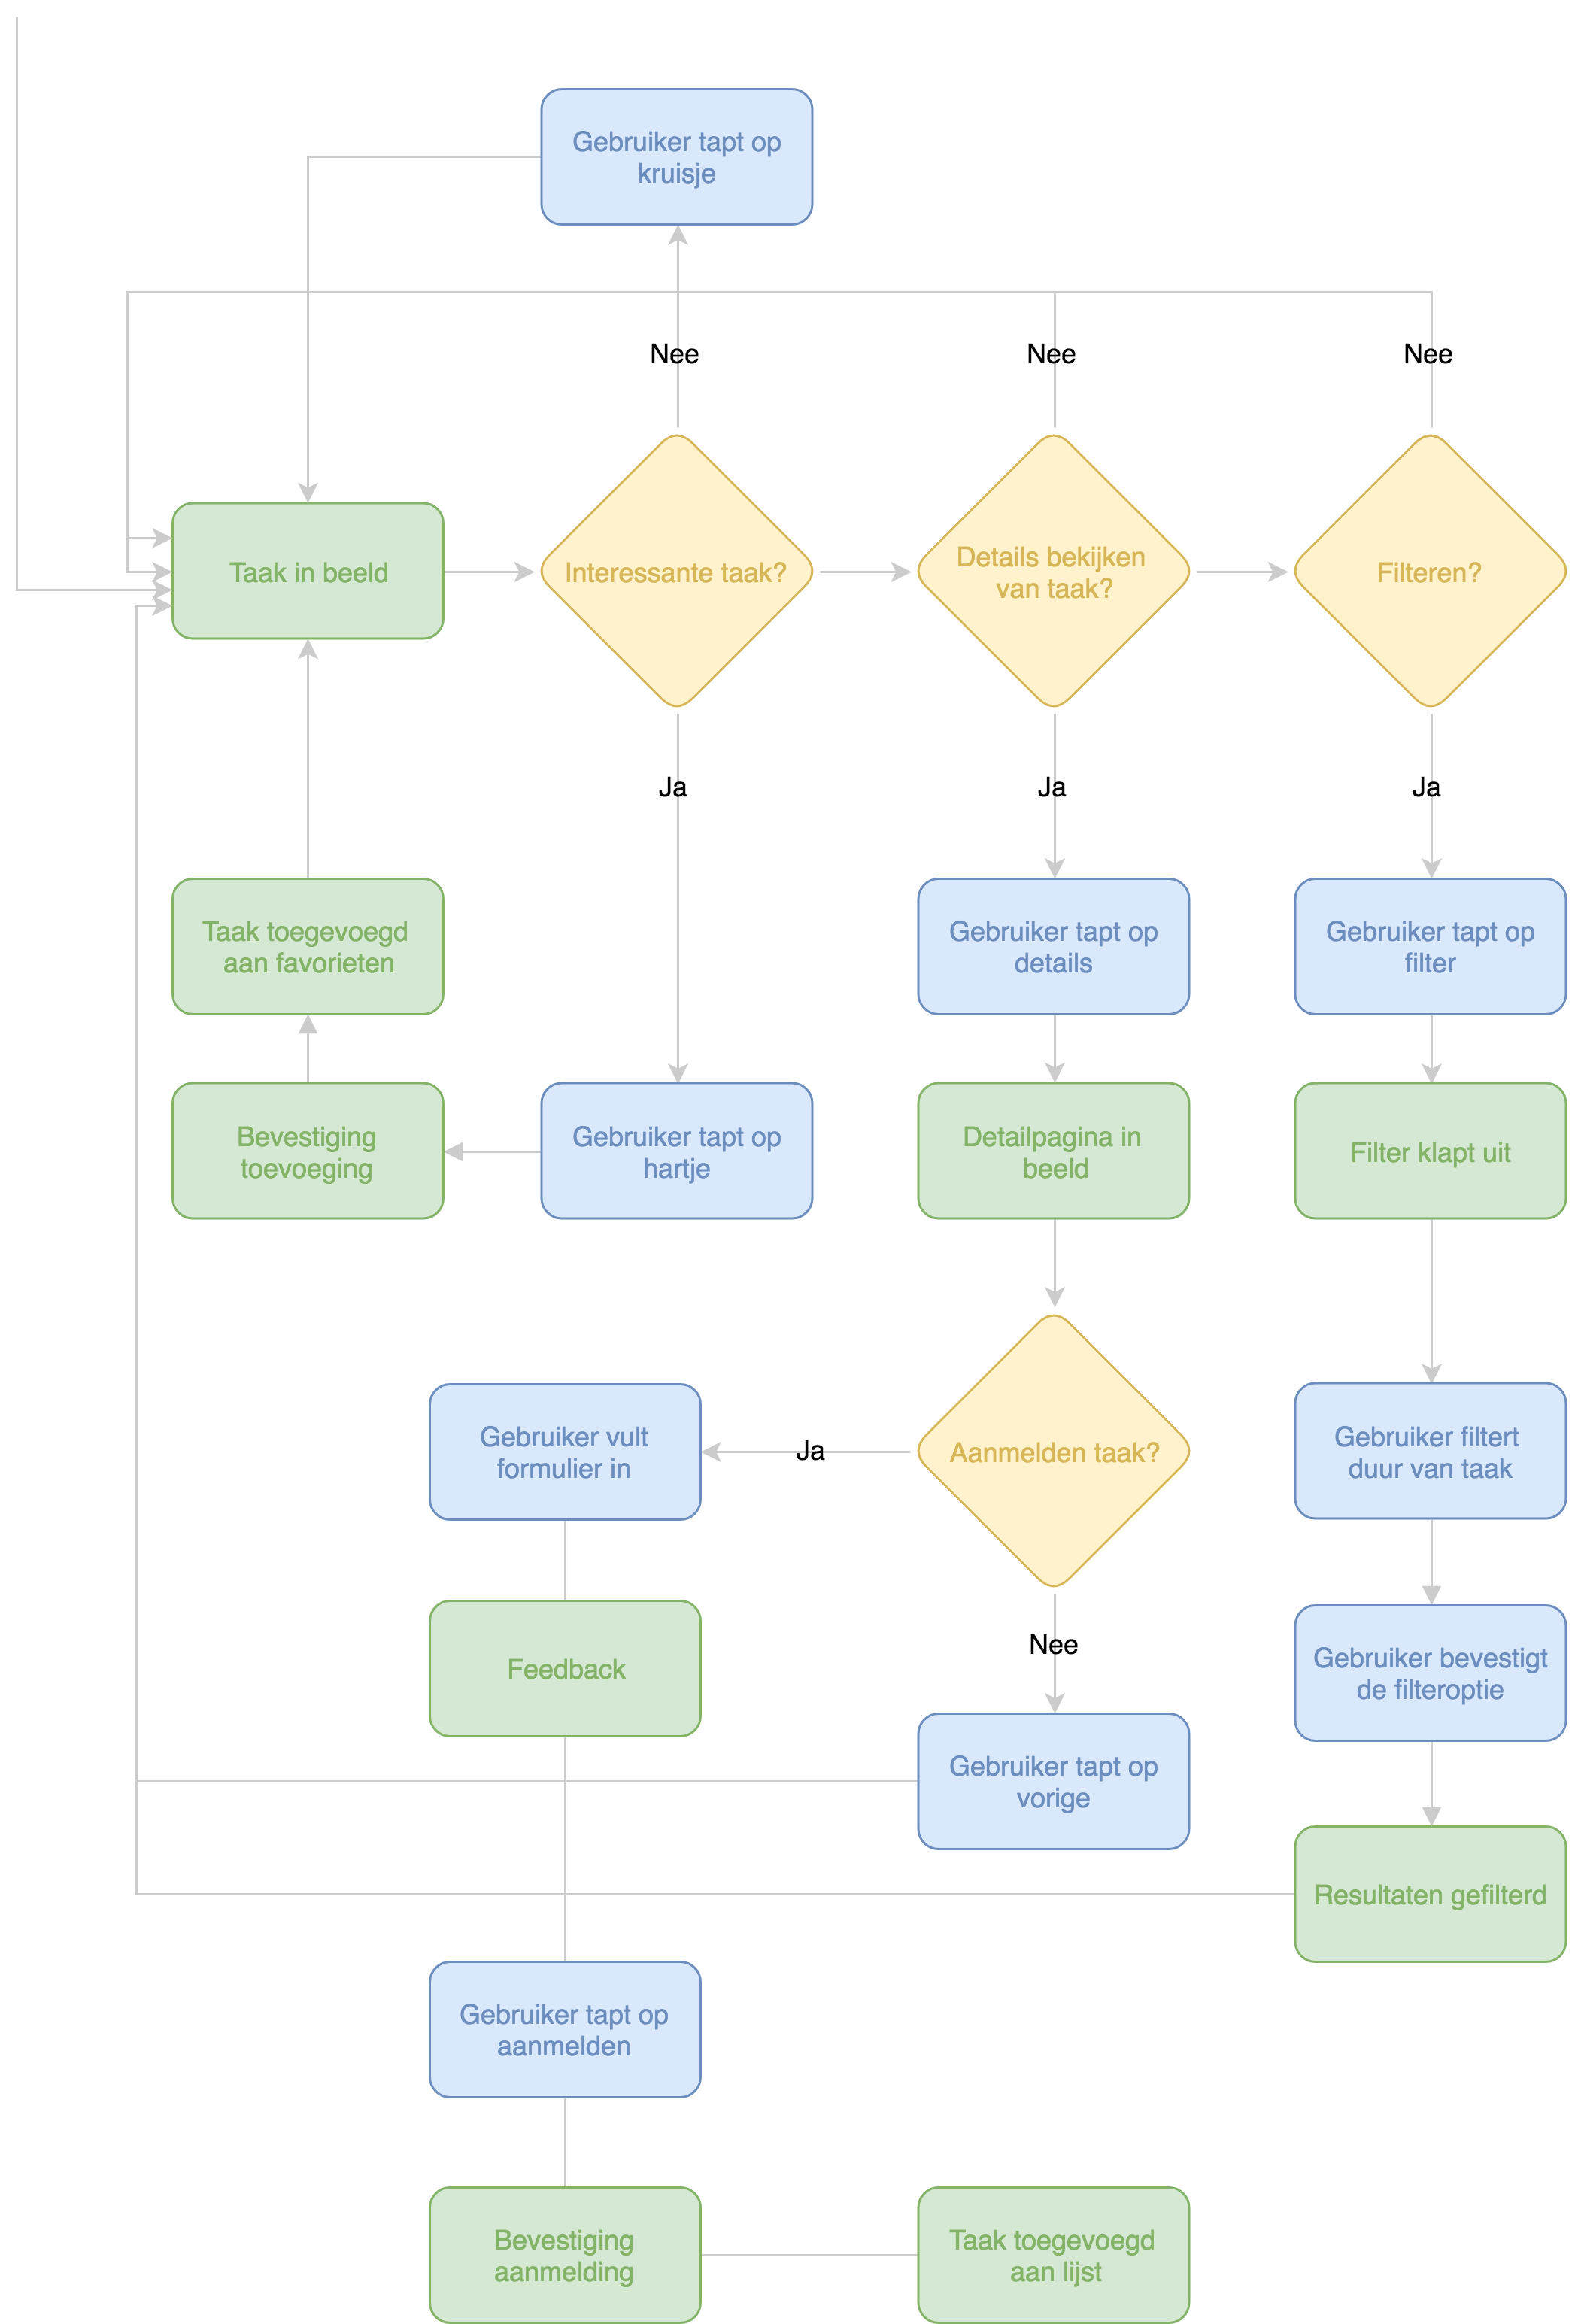 Gebruiker tapt op
kruisje
Nee
Nee
Nee
Taak in beeld
Interessante taak?
Details bekijken
van taak?
Filteren?
Ja
Ja
Ja
Taak toegevoegd
aan favorieten
Gebruiker tapt op
details
Gebruiker tapt op
filter
Bevestiging
toevoeging
Gebruiker tapt op
hartje
Detailpagina in
beeld
Filter klapt uit
Gebruiker vult
formulier in
Ja
Aanmelden taak?
Gebruiker filtert
duur van taak
Feedback
Nee
Gebruiker bevestigt
de filteroptie
Gebruiker tapt op
vorige
Resultaten gefilterd
Gebruiker tapt op
aanmelden
Bevestiging
aanmelding
Taak toegevoegd
aan lijst